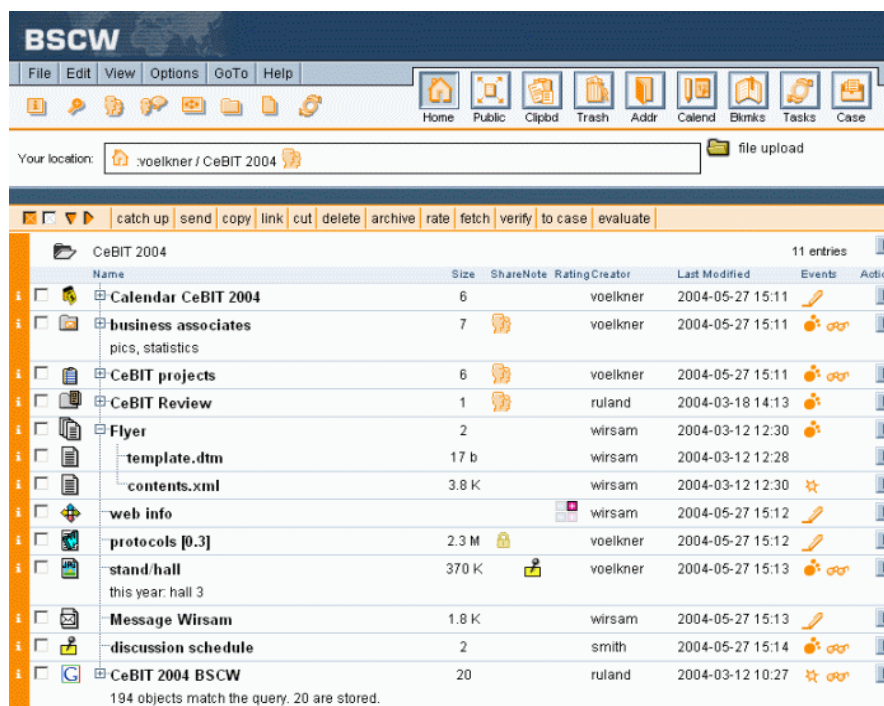 BSCW
File Edit View Options GoTo Help
Home Public Clipbd Trash Addr Calend Bkmks Tasks Case
Your location: :voelkner / CeBIT 2004 file upload
catch up send copy link cut delete archive rate fetch verify to case evaluate
CeBIT 2004 11 entries
Name Size Share Note Rating Creator Last Modified Events Actio
Calendar CeBIT 2004 6 voelkner 2004-05-27 15:11
business associates 7 voelkner 2004-05-27 15:11
pics, statistics
CeBIT projects 6 voelkner 2004-05-27 15:11
CeBIT Review 1 ruland 2004-03-18 14:13
Flyer 2 wirsam 2004-03-12 12:30
template.dtm 17 b wirsam 2004-03-12 12:28
contents.xml 3.8 K wirsam 2004-03-12 12:30
web info wirsam 2004-05-27 15:12
protocols [0.3] 2.3 M voelkner 2004-05-27 15:12
stand/hall 370 K voelkner 2004-05-27 15:13
this year: hall 3
Message Wirsam 1.8 K wirsam 2004-05-27 15:13
discussion schedule 2 smith 2004-05-27 15:14
G CeBIT 2004 BSCW 20 ruland 2004-03-12 10:27
194 objects match the query. 20 are stored.